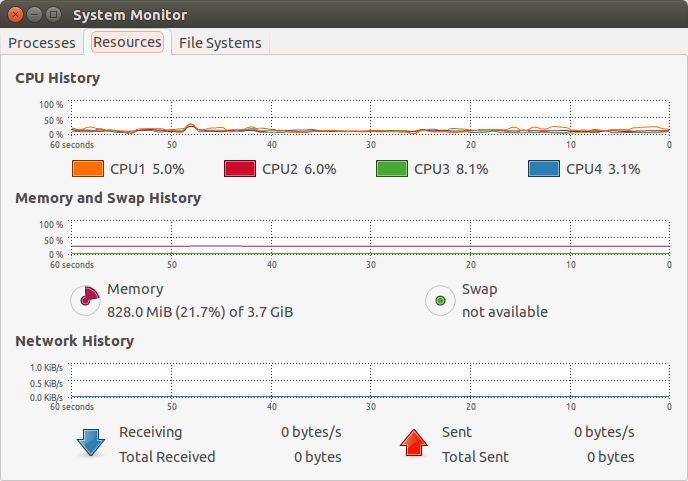 System Monitor
Processes Resources File Systems
CPU History
100 %
50 %
0 %
60 seconds 50 40 30 20 10 0
CPU1 5.0% CPU2 6.0% CPU3 8.1% CPU4 3.1%
Memory and Swap History
100 %
50 %
0 %
60 seconds 50 40 30 20 10 0
Memory Swap
828.0 MiB (21.7%) of 3.7 GiB not available
Network History
1.0 KiB/s
0.5 KiB/s
0.0 KiB/s
60 seconds 50 40 30 20 10 0
Receiving 0 bytes/s Sent 0 bytes/s
Total Received 0 bytes Total Sent 0 bytes